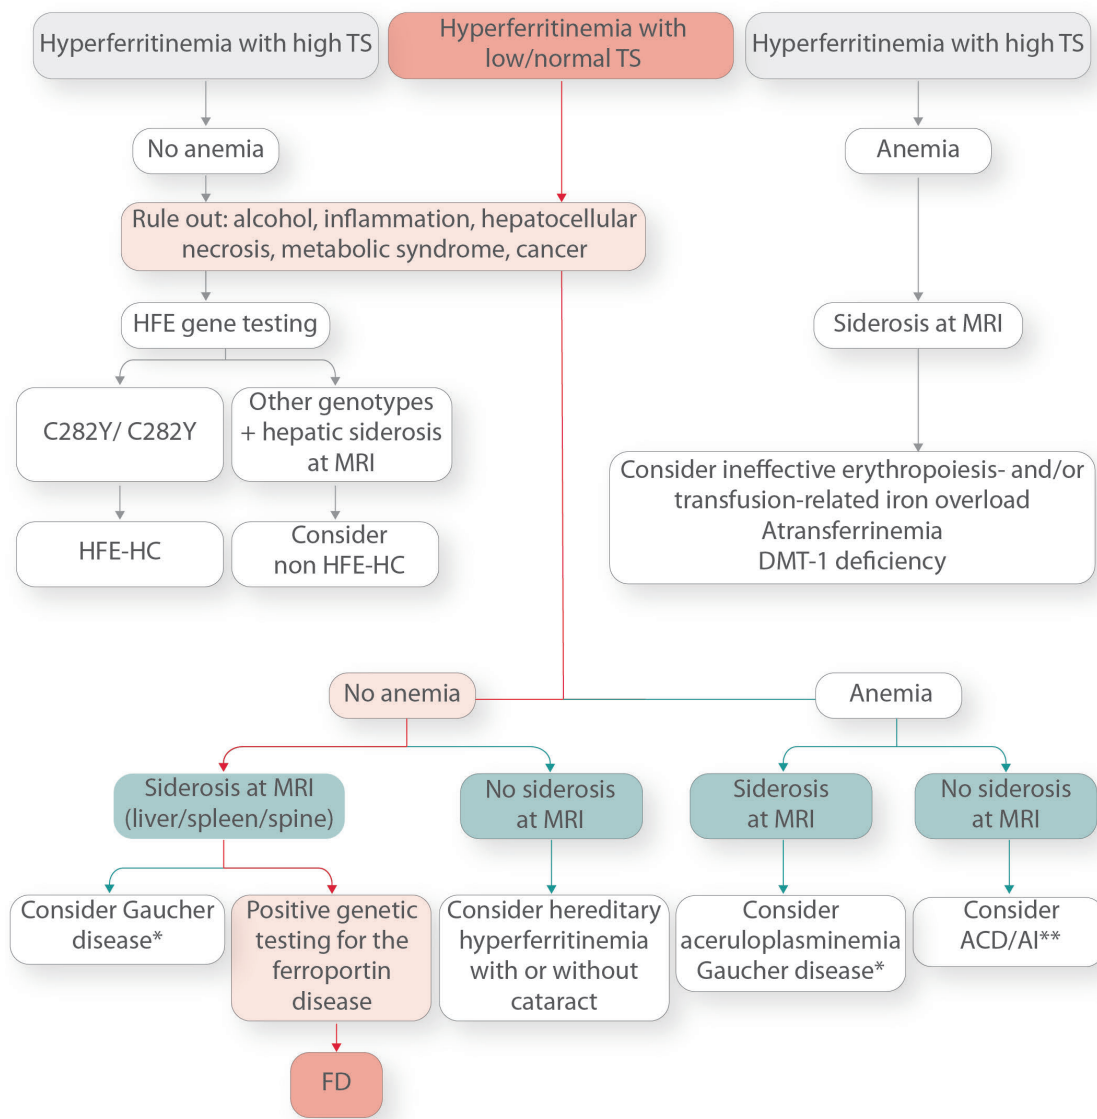 Hyperferritinemia with high TS
Hyperferritinemia with
low/normal TS
Hyperferritinemia with high TS
No anemia
Anemia
Rule out: alcohol, inflammation, hepatocellular
necrosis, metabolic syndrome, cancer
HFE gene testing
Siderosis at MRI
C282Y/ C282Y
Other genotypes
+ hepatic siderosis
at MRI
Consider ineffective erythropoiesis- and/or
transfusion-related iron overload
Atransferrinemia
DMT-1 deficiency
HFE-HC
Consider
non HFE-HC
No anemia
Anemia
Siderosis at MRI
(liver/spleen/spine)
No siderosis
at MRI
Siderosis
at MRI
No siderosis
at MRI
Consider Gaucher
disease*
Positive genetic
testing for the
ferroportin
disease
Consider hereditary
hyperferritinemia
with or without
cataract
Consider
aceruloplasminemia
Gaucher disease*
Consider
ACD/AI**
FD